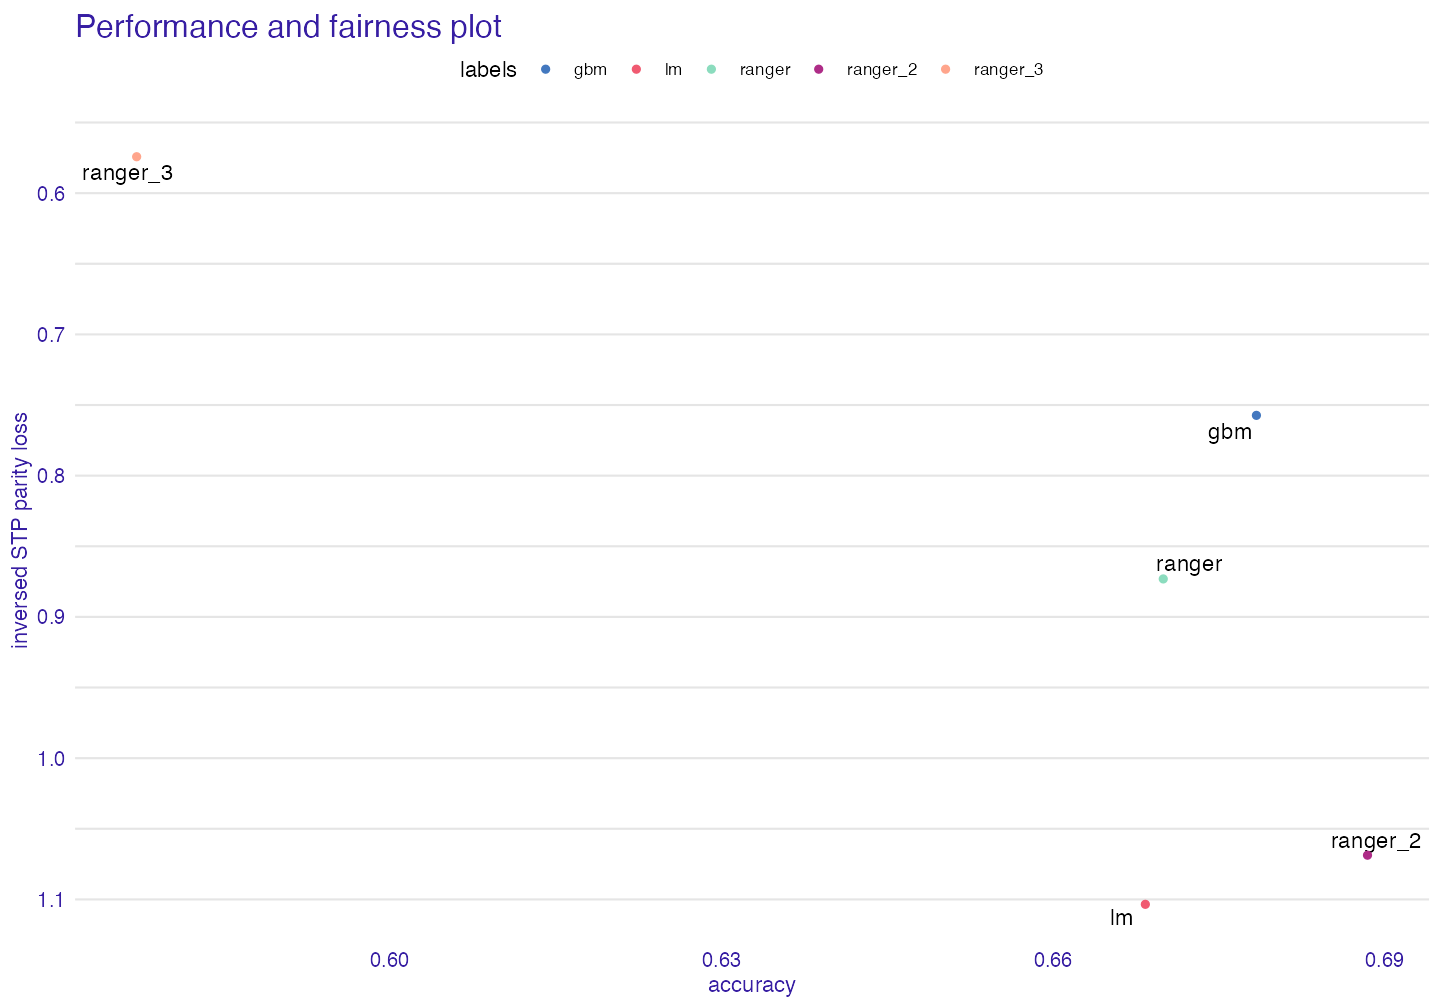 Performance and fairness plot
labels gbm lm ranger ranger_2 ranger_3
ranger_3
0.6
0.7
gbm
0.8
ranger
0.9
1.0
ranger_2
1.1
lm
inversed STP parity loss
0.60 0.63 0.66 0.69
accuracy